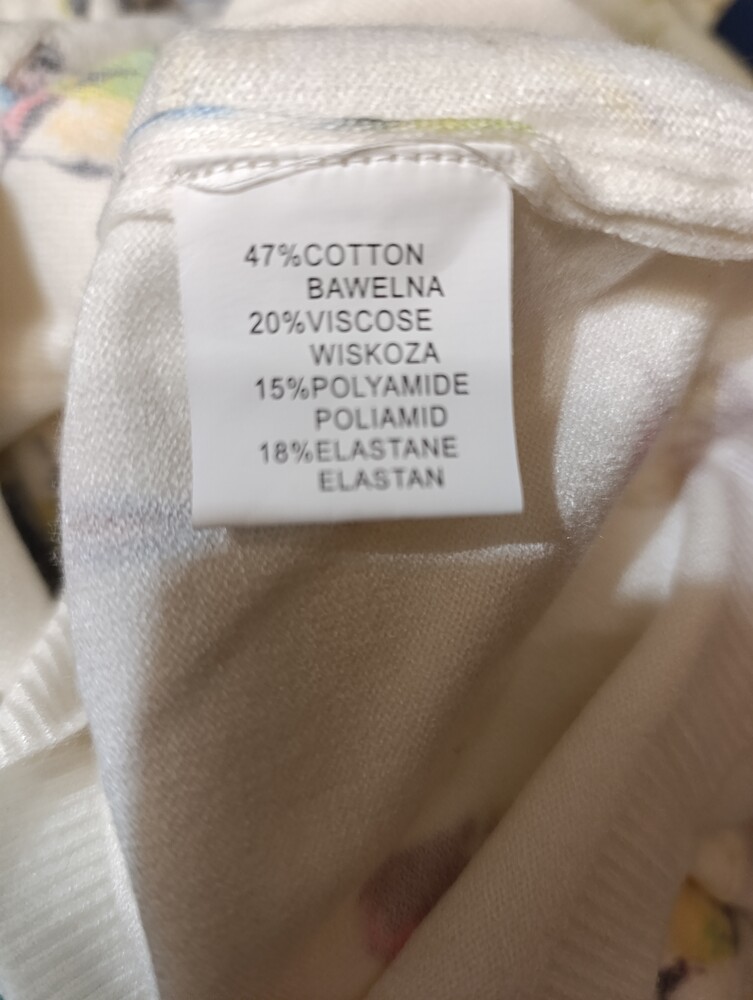 47%COTTON
BAWELNA
20%VISCOSE
WISKOZA
15%POLYAMIDE
POLIAMID
18%ELASTANE
ELASTAN